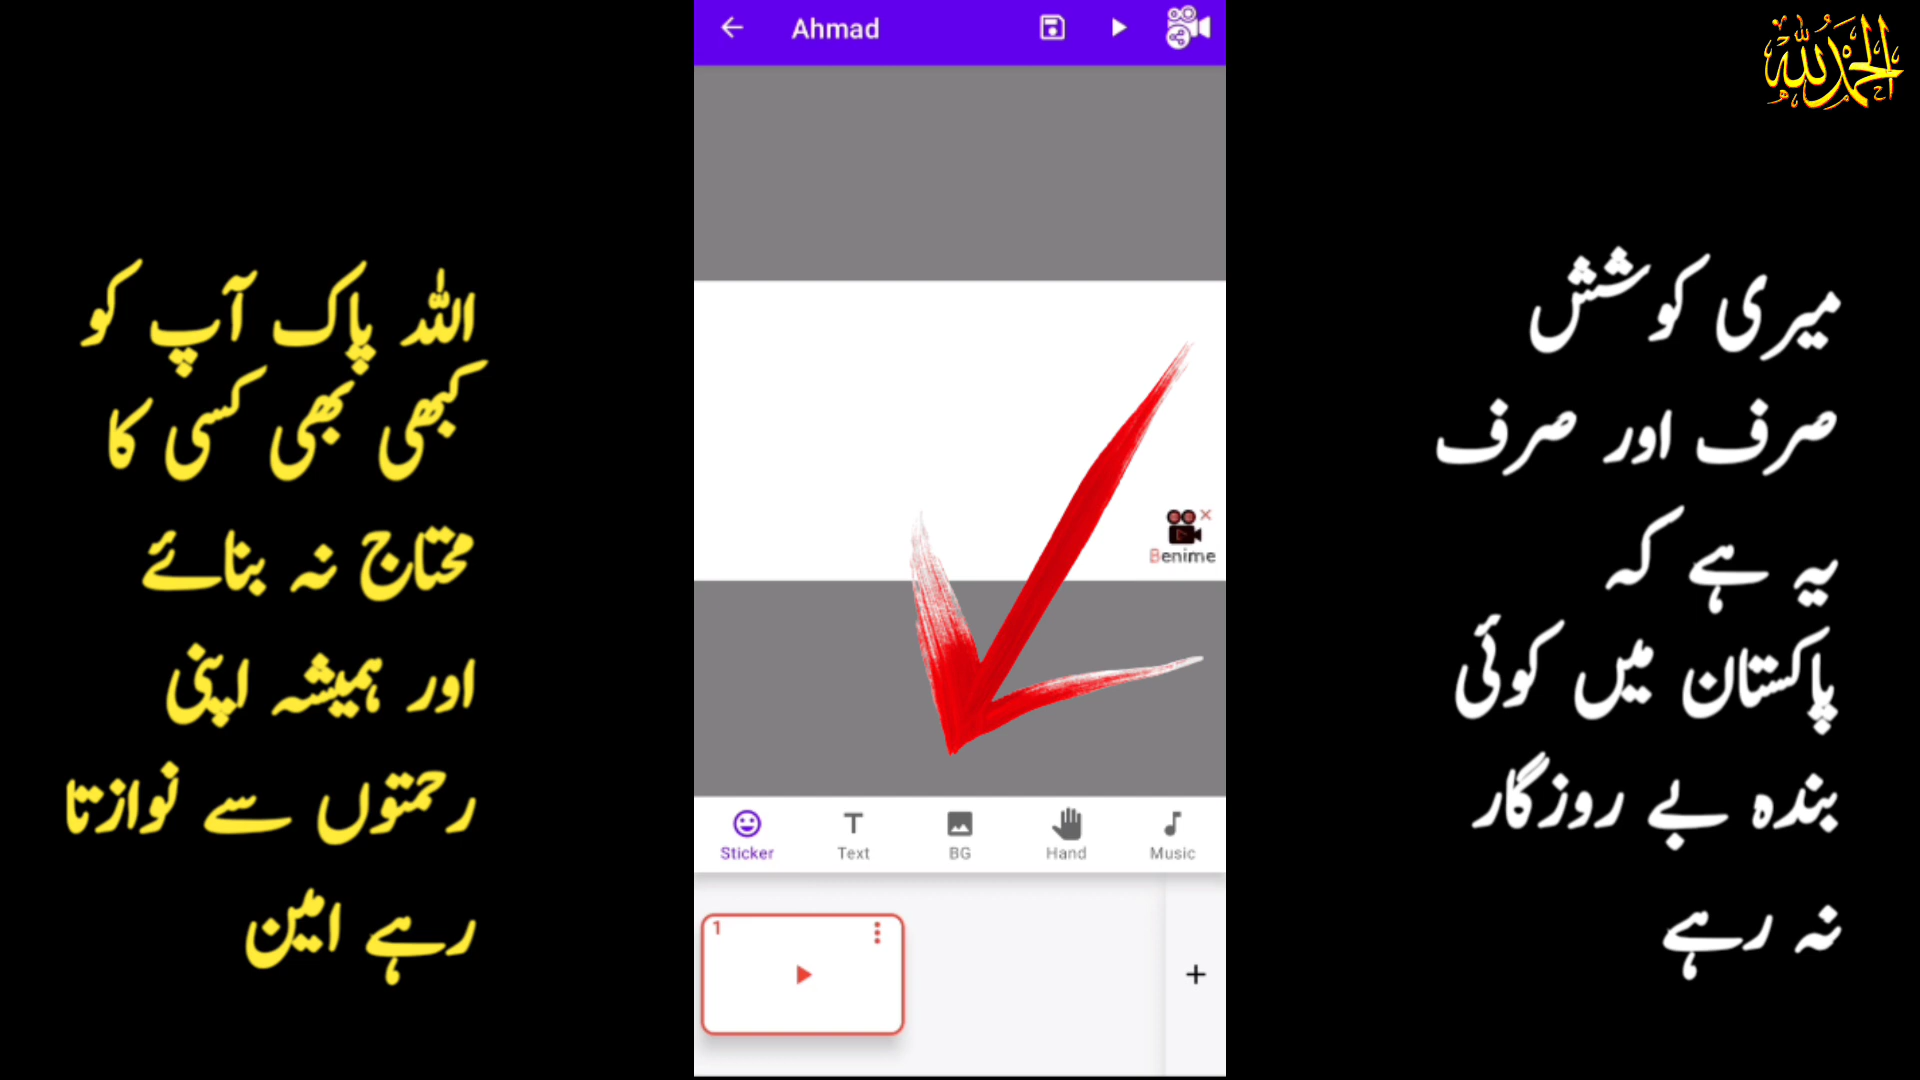 Ahmad
الحمدللہ
میری کوشش
صرف اور صرف
یہ ہے کہ
پاکستان میں کوئی
بندہ بے روزگار
نہ رہے
اللہ پاک آپ کو
کبھی بھی کسی کا
محتاج نہ بنائے
اور ہمیشہ اپنی
رحمتوں سے نوازتا
رہے امین
Benime
Sticker Text BG Hand Music
1